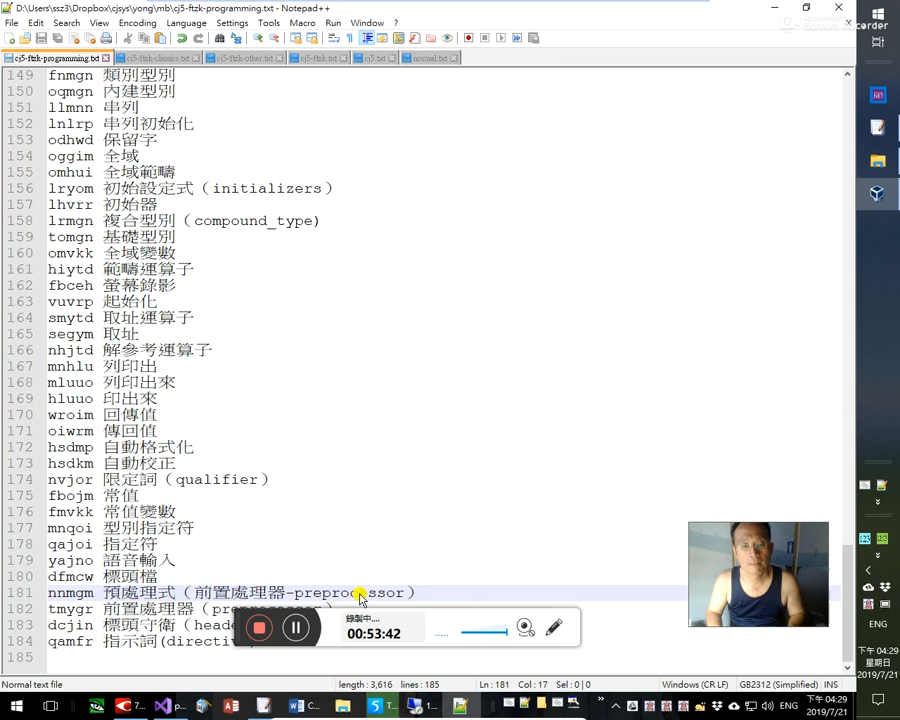 D:\Users\ssz3\Dropbox\cjsys\yong\mb\cj5-ftzk-programming.txt - Notepad++
File Edit Search View Encoding Language Settings Tools Macro Run Window ?
cj5-ftzk-programming.txt cj5-ftzk-classics.txt cj5-ftzk-other.txt cj5-ftzk.txt cj5.txt normal.txt
149 fnmgn 類別型別
150 oqmgn 內建型別
151 llmnn 串列
152 lnlrp 串列初始化
153 odhwd 保留字
154 oggim 全域
155 omhui 全域範疇
156 lryom 初始設定式（initializers）
157 lhvrr 初始器
158 lrmgn 複合型別（compound_type)
159 tomgn 基礎型別
160 omvkk 全域變數
161 hiytd 範疇運算子
162 fbceh 螢幕錄影
163 vuvrp 起始化
164 smytd 取址運算子
165 segym 取址
166 nhjtd 解參考運算子
167 mnhlu 列印出
168 mluuo 列印出來
169 hluuo 印出來
170 wroim 回傳值
171 oiwrm 傳回值
172 hsdmp 自動格式化
173 hsdkm 自動校正
174 nvjor 限定詞（qualifier）
175 fbojm 常值
176 fmvkk 常值變數
177 mnqoi 型別指定符
178 qajoi 指定符
179 yajno 語音輸入
180 dfmcw 標頭檔
181 nnmgm 預處理式（前置處理器-preprocessor）
182 tmygr 前置處理器（preprocessor）
183 dcjin 標頭守衛（heade
184 qamfr 指示詞(directiv
185
錄製中....
00:53:42
Normal text file length : 3,616 lines : 185 Ln : 181 Col : 17 Sel : 0 | 0 Windows (CR LF) GB2312 (Simplified) INS
ENG
下午 04:29
星期日
2019/7/21
下午 04:29
2019/7/21